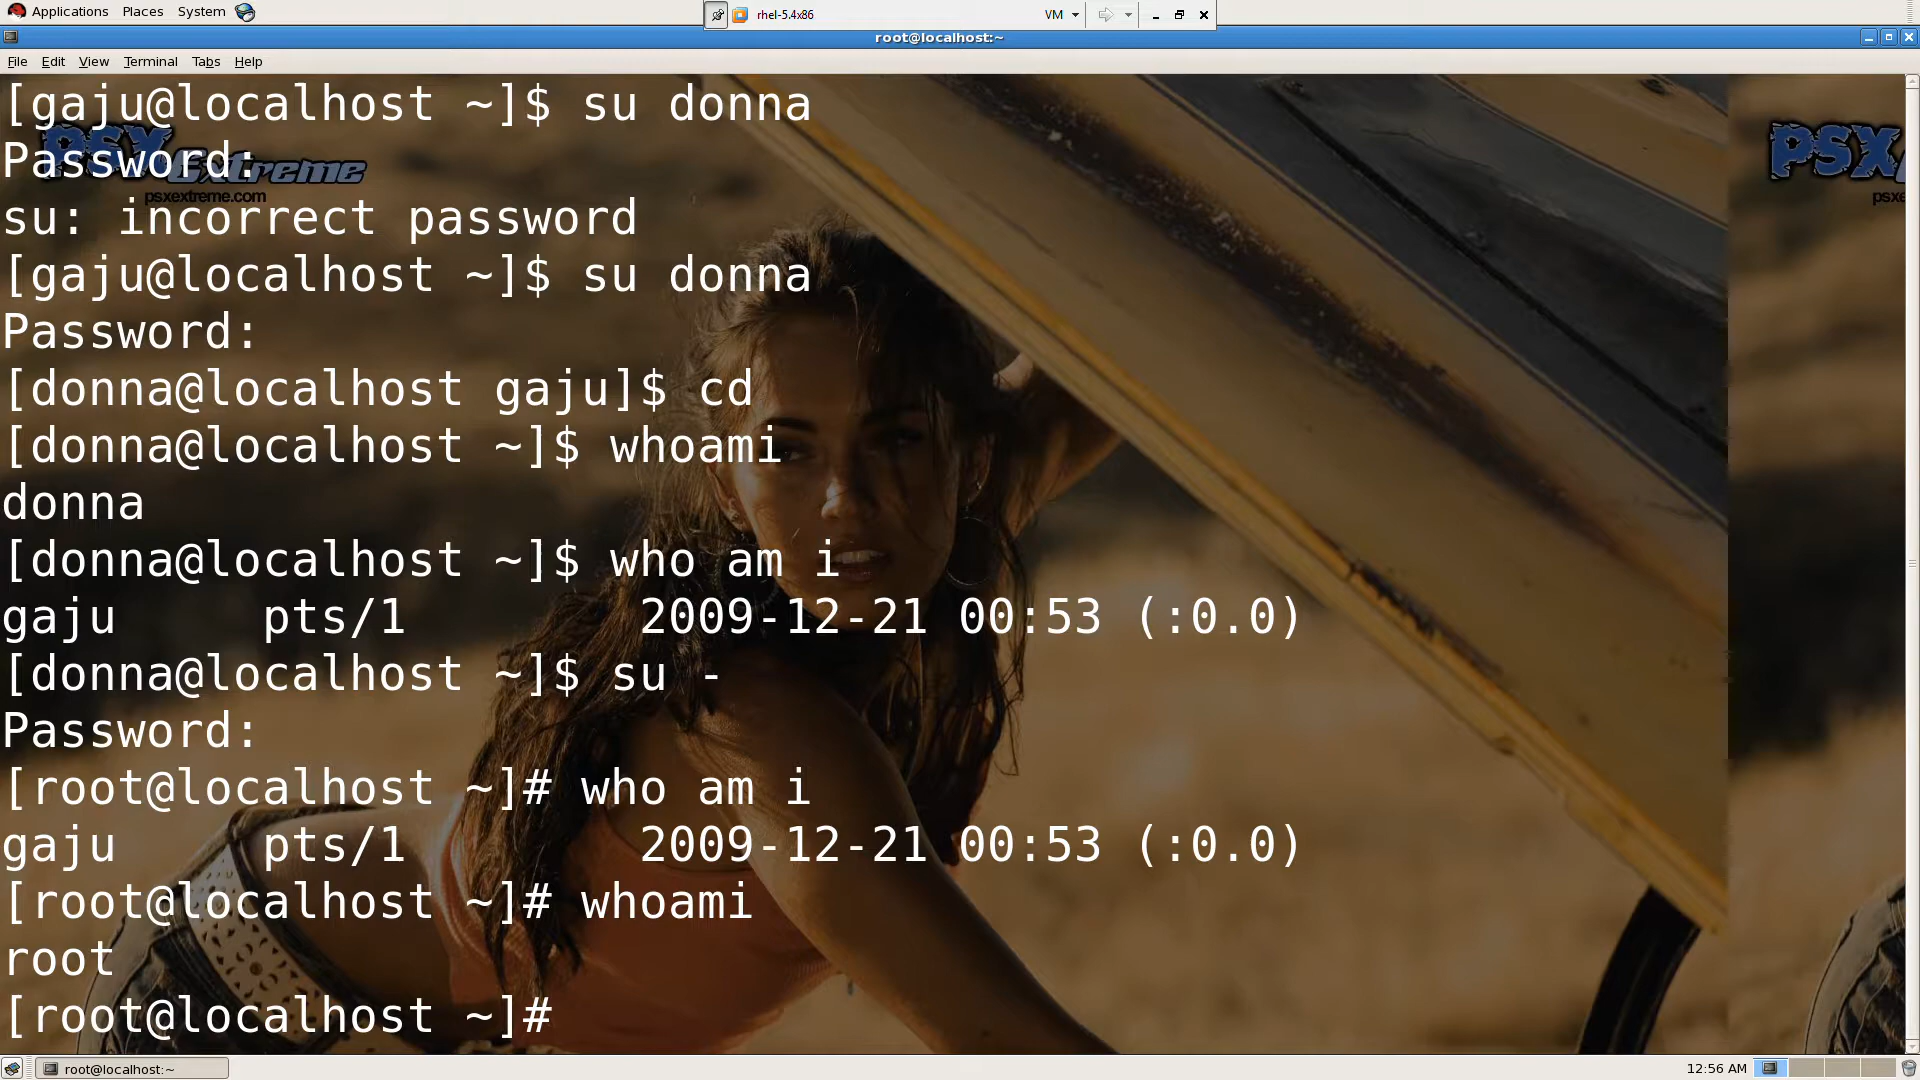 Applications Places System
rhel-5.4x86 VM
root@localhost:~
File Edit View Terminal Tabs Help
[gaju@localhost ~]$ su donna
Password:
su: incorrect password
[gaju@localhost ~]$ su donna
Password:
[donna@localhost gaju]$ cd
[donna@localhost ~]$ whoami
donna
[donna@localhost ~]$ who am i
gaju pts/1 2009-12-21 00:53 (:0.0)
[donna@localhost ~]$ su -
Password:
[root@localhost ~]# who am i
gaju pts/1 2009-12-21 00:53 (:0.0)
[root@localhost ~]# whoami
root
[root@localhost ~]#
PSX Extreme
psxextreme.com
PSX
psxe
root@localhost:~
12:56 AM